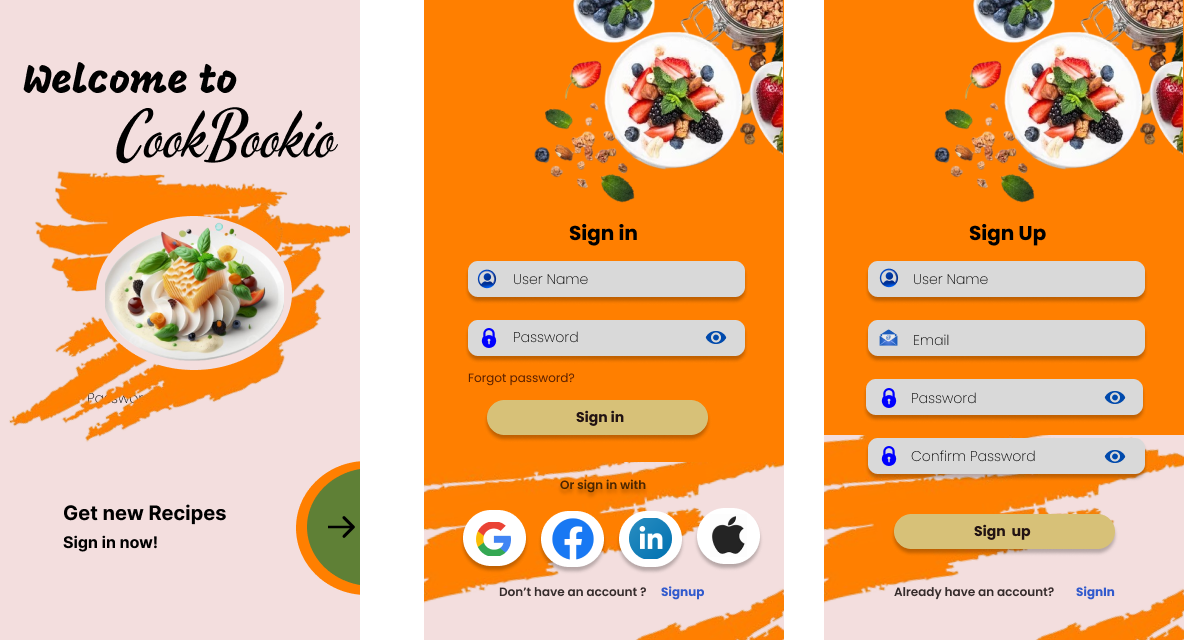 Welcome to
CookBookio
Password
Get new Recipes
Sign in now!
Sign in
User Name
Password
Forgot password?
Sign in
Or sign in with
in
Don't have an account ? Signup
Sign Up
User Name
Email
Password
Confirm Password
Sign up
Already have an account? SignIn